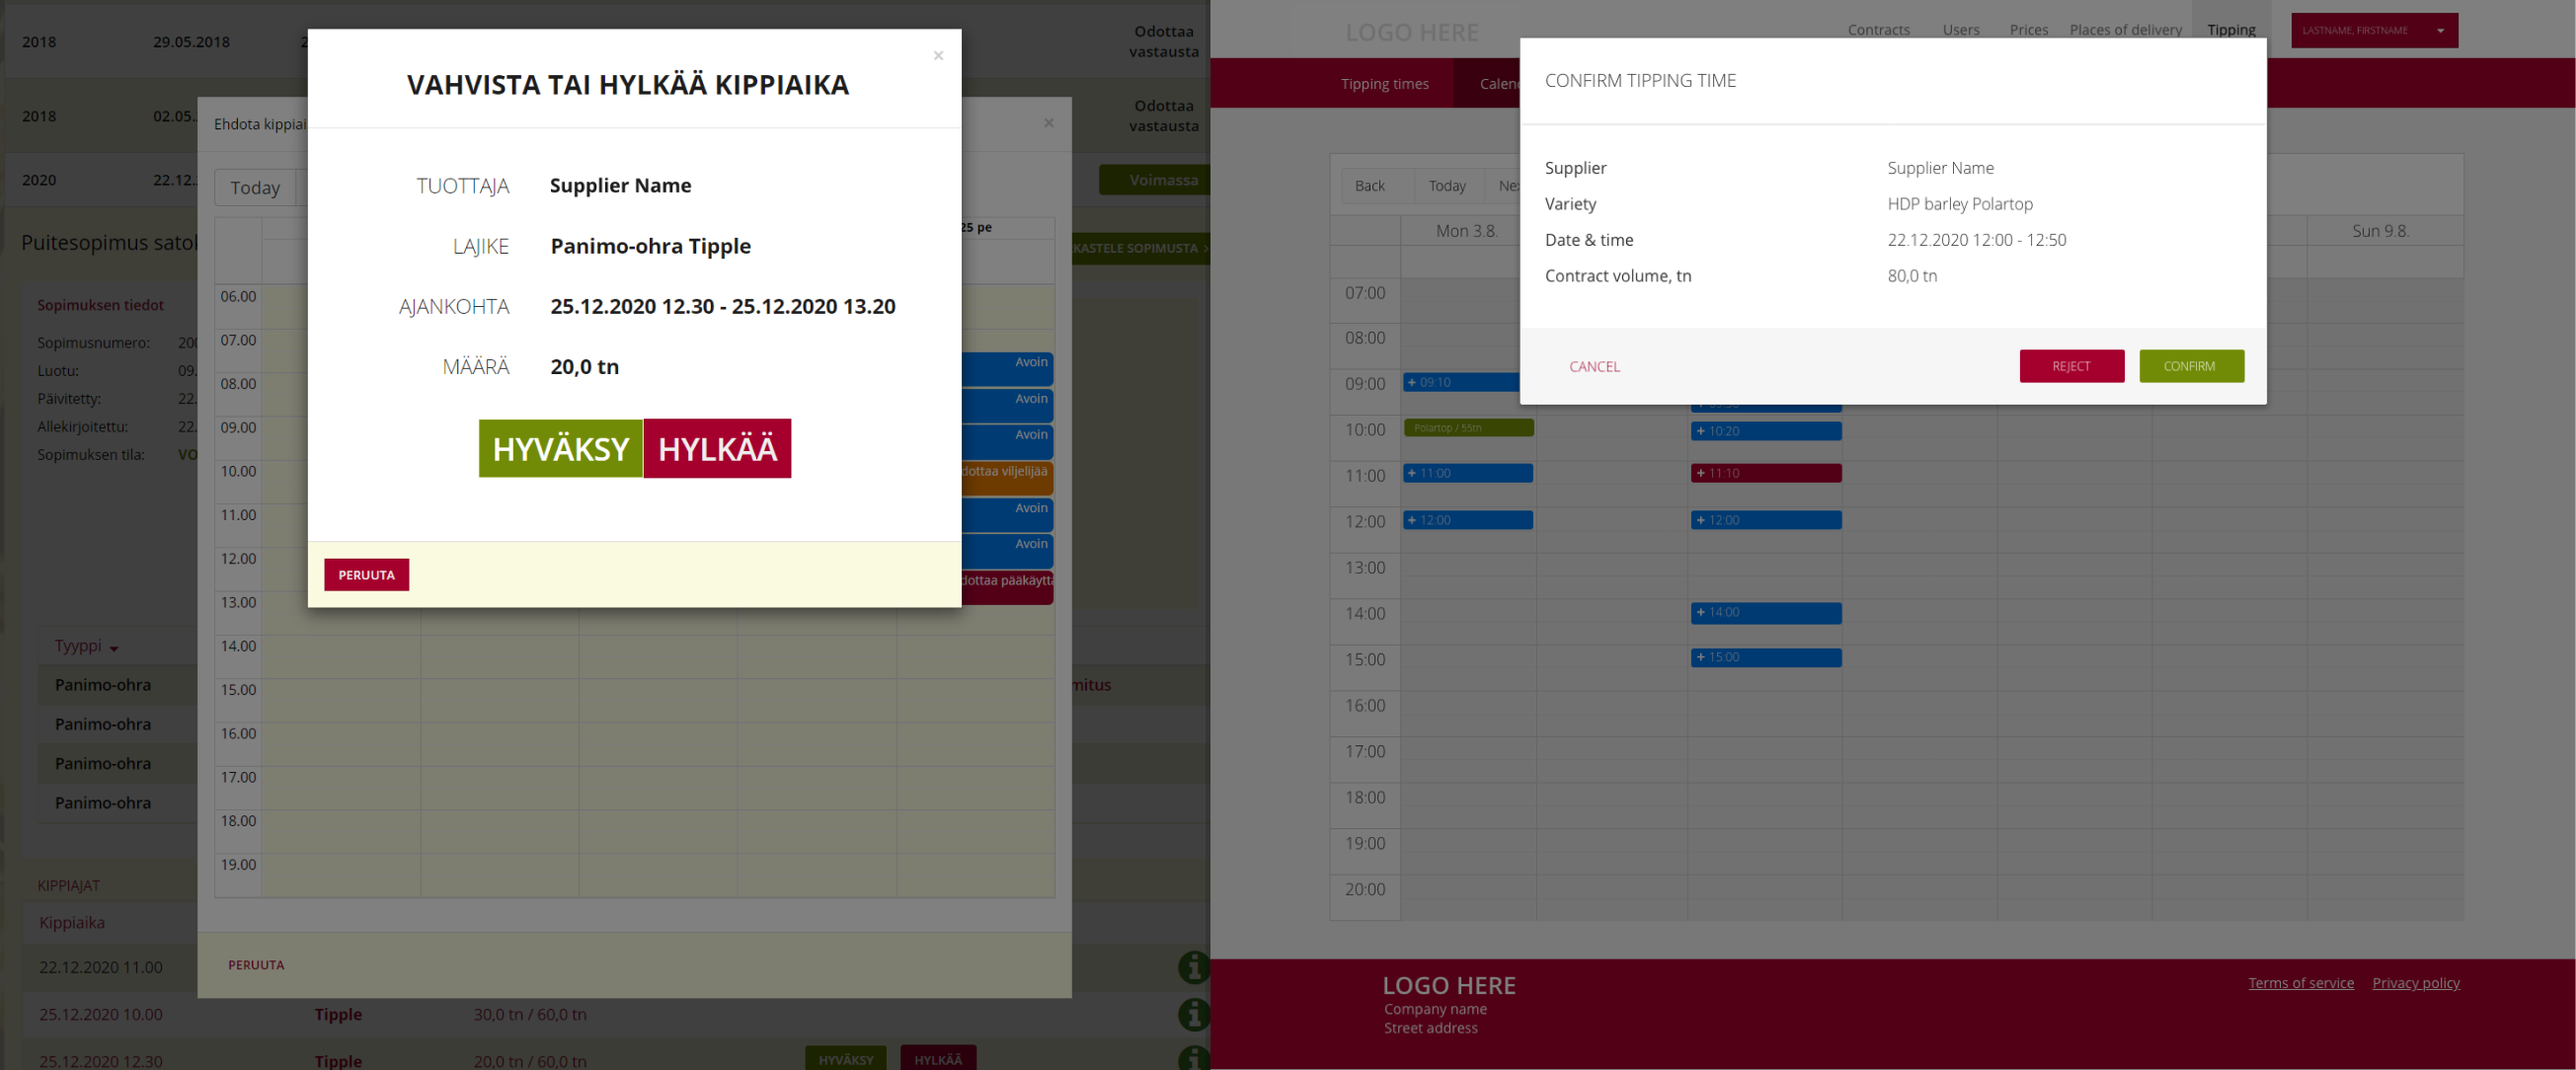 2018
29.05.2018
Odottaa
vastausta
2018
02.05.
Odottaa
vastausta
2020
22.12.
Voimassa
Ehdota kippiai
×
Today
25 pe
Puitesopimus
KASTELE SOPIMUSTA >
Sopimuksen tiedot
Sopimusnumero: 200
Luotu: 09.
Päivitetty: 22.
Allekirjoitettu: 22.
Sopimuksen tila: VO
06.00
07.00
08.00
09.00
10.00
11.00
12.00
13.00
14.00
15.00
16.00
17.00
18.00
19.00
Avoin
Avoin
Avoin
dottaa viljelijää
Avoin
Avoin
dottaa pääkäyttä
×
VAHVISTA TAI HYLKÄÄ KIPPIAIKA
TUOTTAJA Supplier Name
LAJIKE Panimo-ohra Tipple
AJANKOHTA 25.12.2020 12.30 - 25.12.2020 13.20
MÄÄRÄ 20,0 tn
HYVÄKSY HYLKÄÄ
PERUUTA
Tyyppi
Panimo-ohra
mitus
Panimo-ohra
Panimo-ohra
Panimo-ohra
KIPPIAJAT
Kippiaika
PERUUTA
22.12.2020 11.00
25.12.2020 10.00 Tipple 30,0 tn / 60,0 tn
25.12.2020 12.30 Tipple 20,0 tn / 60,0 tn HYVÄKSY HYLKÄÄ
LOGO HERE
Contracts Users Prices Places of delivery Tipping
LASTNAME, FIRSTNAME
Tipping times Calen
CONFIRM TIPPING TIME
Supplier Supplier Name
Variety HDP barley Polartop
Date & time 22.12.2020 12:00 - 12:50
Contract volume, tn 80,0 tn
CANCEL REJECT CONFIRM
Back Today Ne
Mon 3.8. Sun 9.8.
07:00
08:00
09:00
10:00
11:00
12:00
13:00
14:00
15:00
16:00
17:00
18:00
19:00
20:00
+ 09:10
Polartop / 55tn
+ 11:00
+ 12:00
+ 10:20
+ 11:10
+ 12:00
+ 14:00
+ 15:00
LOGO HERE
Company name
Street address
Terms of service Privacy policy